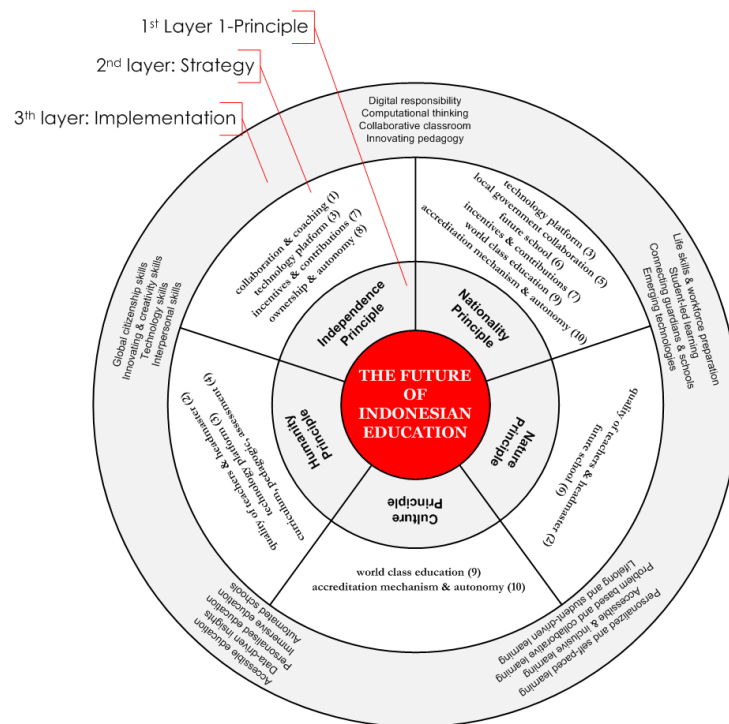 1st Layer 1-Principle
2nd layer: Strategy
3th layer: Implementation
Digital responsibility
Computational thinking
Collaborative classroom
Innovating pedagogy
Life skills & workforce preparation
Student-led learning
Connecting guardians & schools
Emerging technologies
Personalized and self-paced learning
Accessible & inclusive learning
Problem based and collaborative learning
Lifelong and student-driven learning
Accessible education
Data-driven Insights
Personalised education
Immersive education
Automated schools
Global citizenship skills
Innovating & creativity skills
Technology skills
Interpersonal skills
collaboration & coaching (1)
technology platform (3)
incentives & contributions (7)
ownership & autonomy (8)
technology platform (3)
local government collaboration (5)
future school (6)
incentives & contributions (7)
world class education (9)
accreditation mechanism & autonomy (10)
quality of teachers & headmaster (2)
future school (6)
world class education (9)
accreditation mechanism & autonomy (10)
quality of teachers & headmaster (2)
technology platform (3)
curriculum, pedagogic, assessment (4)
Independence
Principle
Nationality
Principle
Nature
Principle
Culture
Principle
Humanity
Principle
THE FUTURE
OF
INDONESIAN
EDUCATION